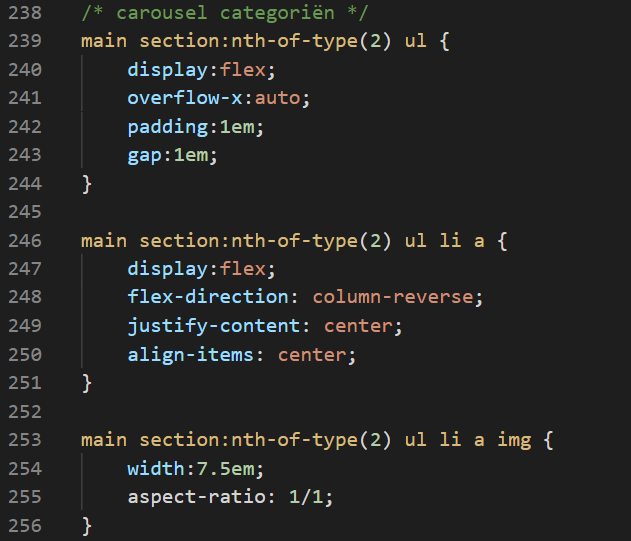 238 /* carousel categoriën */
239 main section:nth-of-type(2) ul {
240     display:flex;
241     overflow-x:auto;
242     padding:1em;
243     gap:1em;
244 }
245
246 main section:nth-of-type(2) ul li a {
247     display:flex;
248     flex-direction: column-reverse;
249     justify-content: center;
250     align-items: center;
251 }
252
253 main section:nth-of-type(2) ul li a img {
254     width:7.5em;
255     aspect-ratio: 1/1;
256 }